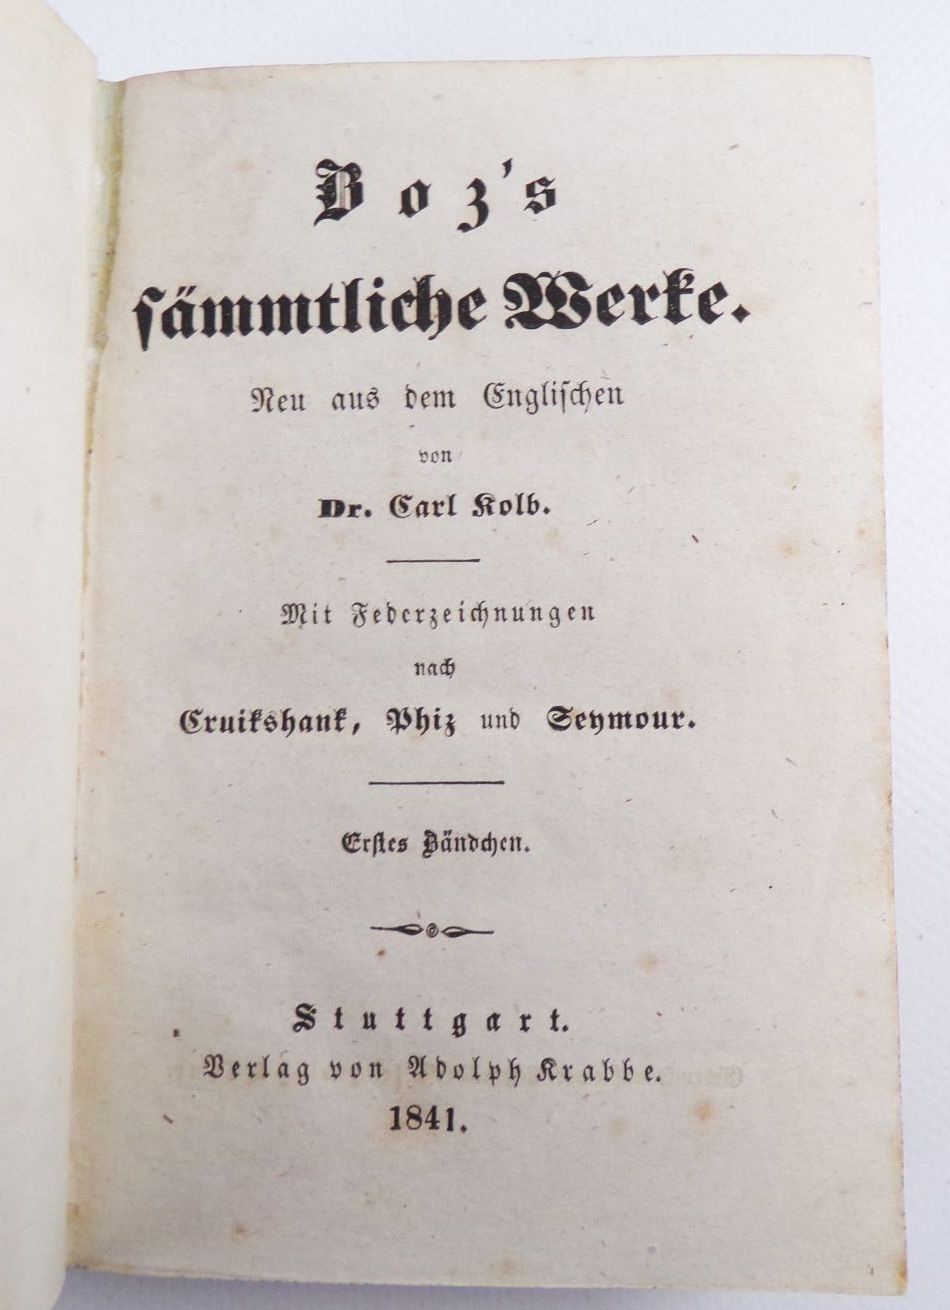 Boz's
sämmtliche Werke.
Neu aus dem Englischen
von
Dr. Carl Kolb.
Mit Federzeichnungen
nach
Cruikshank, Phiz und Seymour.
Erstes Bändchen.
Stuttgart.
Verlag von Adolph Krabbe.
1841.